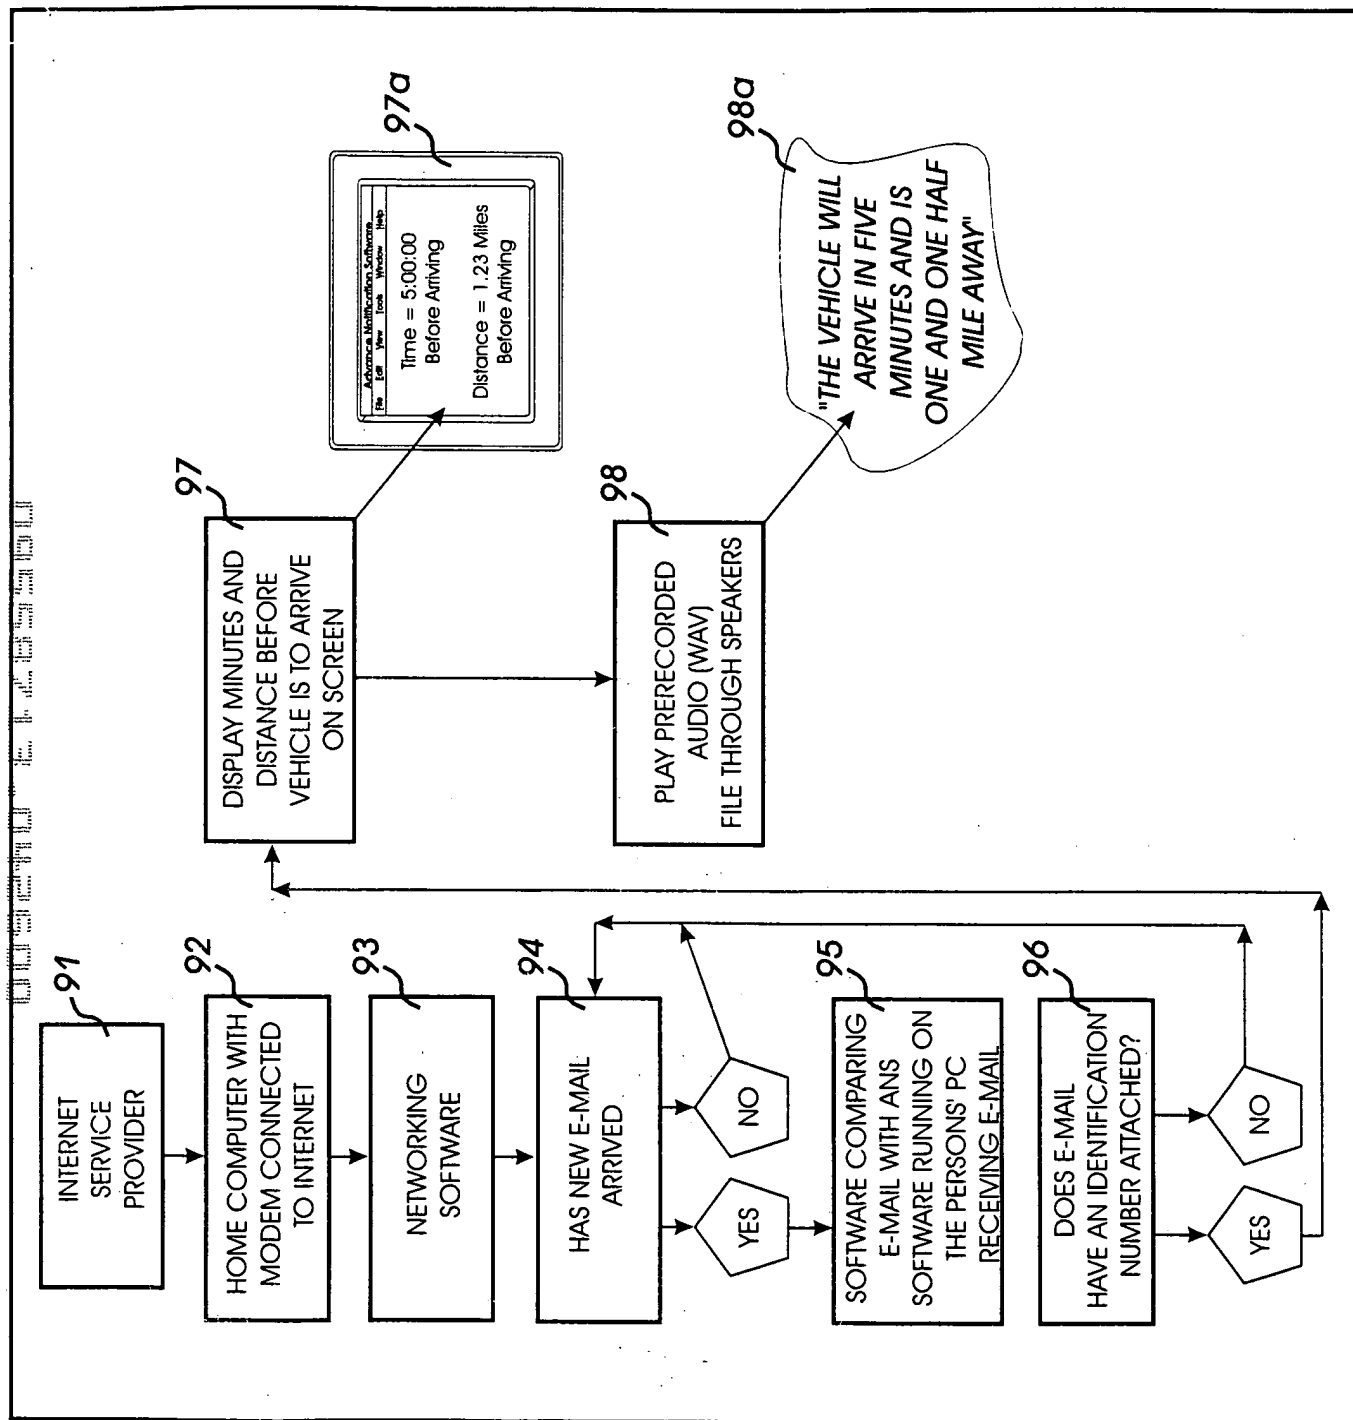 91
INTERNET
SERVICE
PROVIDER
92
HOME COMPUTER WITH
MODEM CONNECTED
TO INTERNET
93
NETWORKING
SOFTWARE
94
HAS NEW E-MAIL
ARRIVED
YES
NO
95
SOFTWARE COMPARING
E-MAIL WITH ANS
SOFTWARE RUNNING ON
THE PERSONS' PC
RECEIVING E-MAIL
96
DOES E-MAIL
HAVE AN IDENTIFICATION
NUMBER ATTACHED?
YES
NO
97
DISPLAY MINUTES AND
DISTANCE BEFORE
VEHICLE IS TO ARRIVE
ON SCREEN
97a
Advance Notification Software
File Edit View Tools Window Help
Time = 5:00:00
Before Arriving
Distance = 1.23 Miles
Before Arriving
98
PLAY PRERECORDED
AUDIO (WAV)
FILE THROUGH SPEAKERS
98a
"THE VEHICLE WILL
ARRIVE IN FIVE
MINUTES AND IS
ONE AND ONE HALF
MILE AWAY"